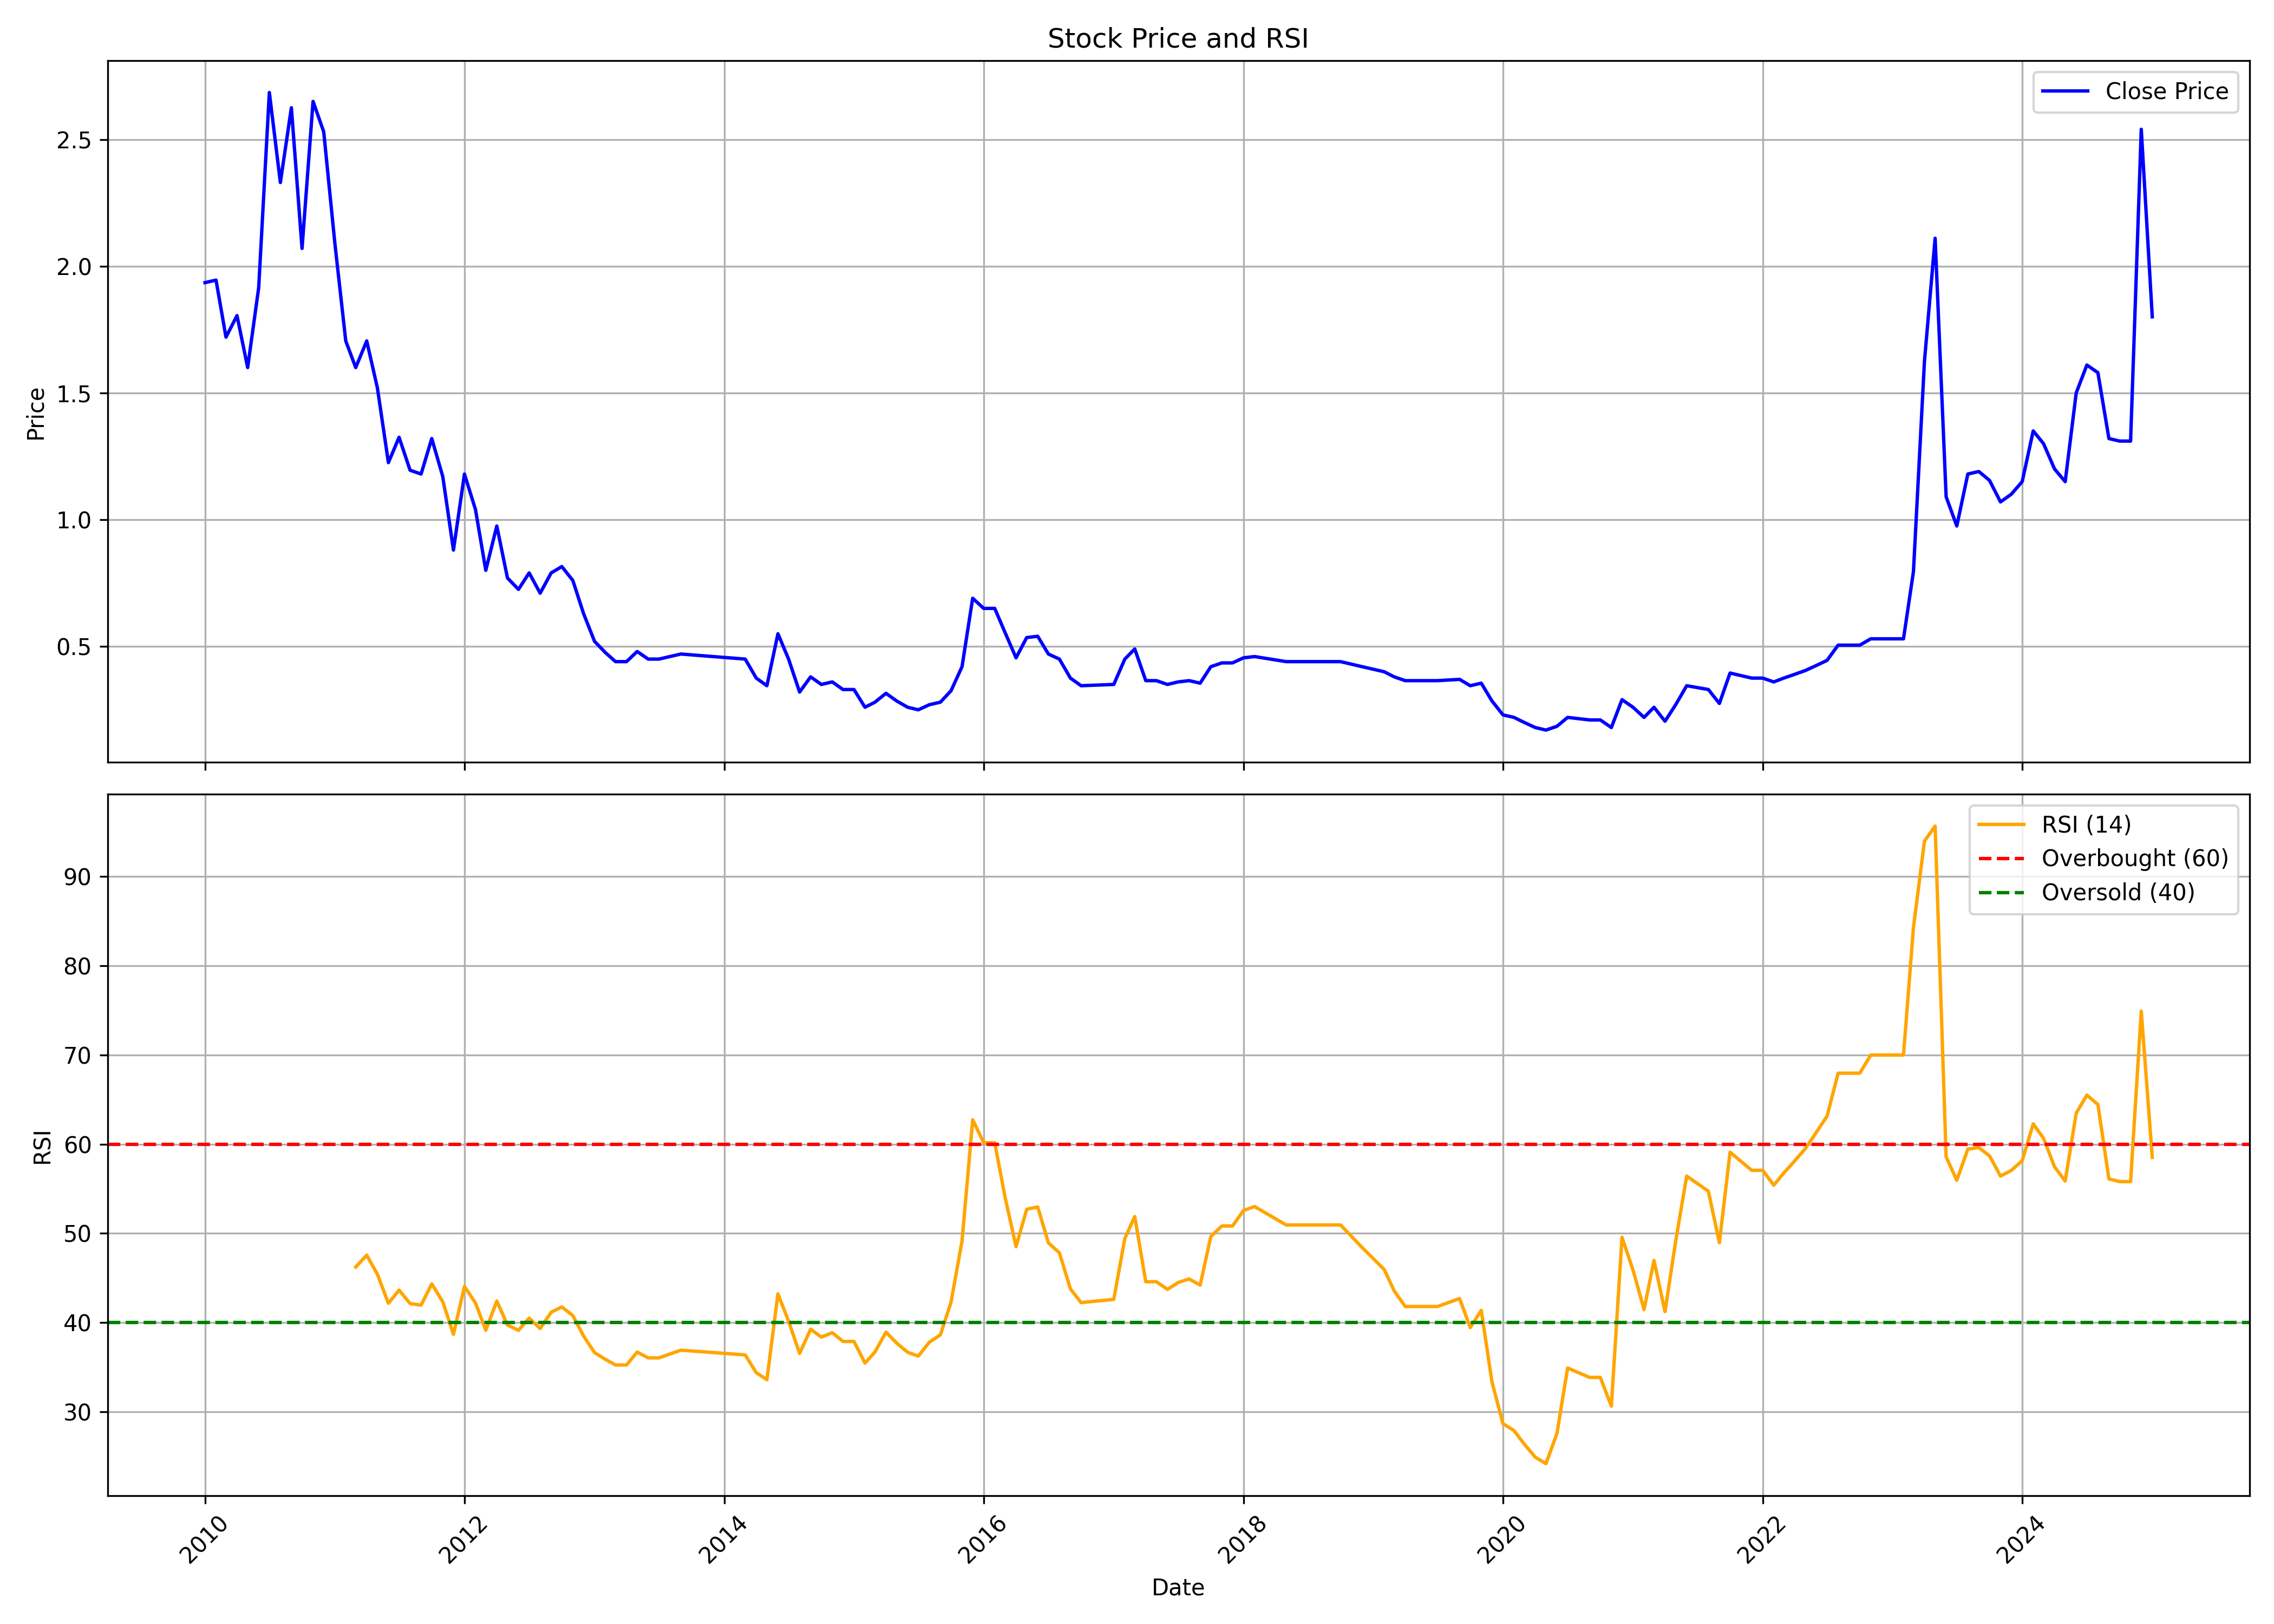 Stock Price and RSI
Close Price
2.5
2.0
1.5
1.0
0.5
Price
RSI (14)
Overbought (60)
Oversold (40)
90
80
70
60
50
40
30
RSI
2010
2012
2014
2016
2018
2020
2022
2024
Date